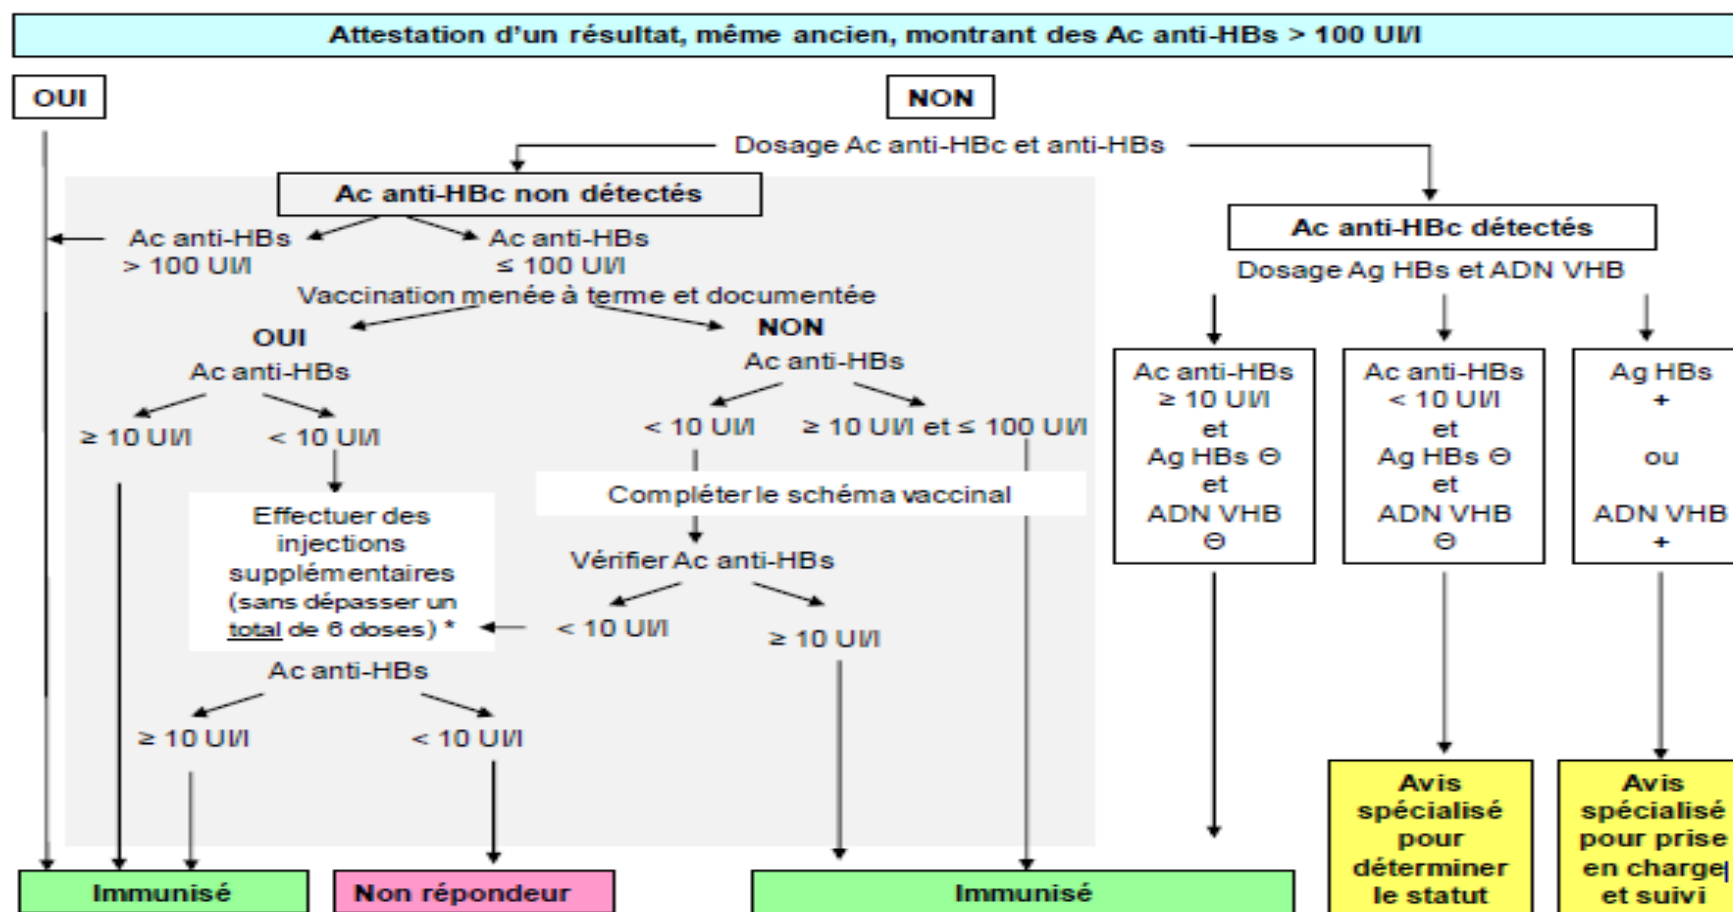 Attestation d'un résultat, même ancien, montrant des Ac anti-HBs > 100 UI/l
OUI
NON
Dosage Ac anti-HBc et anti-HBs
Ac anti-HBc non détectés
Ac anti-HBs
> 100 UI/l
Ac anti-HBs
≤ 100 UI/l
Vaccination menée à terme et documentée
OUI
Ac anti-HBs
≥ 10 UI/l
< 10 UI/l
Effectuer des
injections
supplémentaires
(sans dépasser un
total de 6 doses) *
Ac anti-HBs
≥ 10 UI/l
< 10 UI/l
NON
Ac anti-HBs
< 10 UI/l
≥ 10 UI/l et ≤ 100 UI/l
Compléter le schéma vaccinal
Vérifier Ac anti-HBs
< 10 UI/l
≥ 10 UI/l
Ac anti-HBc détectés
Dosage Ag HBs et ADN VHB
Ac anti-HBs
≥ 10 UI/l
et
Ag HBs ⊖
et
ADN VHB
⊖
Ac anti-HBs
< 10 UI/l
et
Ag HBs ⊖
et
ADN VHB
⊖
Ag HBs
+
ou
ADN VHB
+
Immunisé
Non répondeur
Immunisé
Avis
spécialisé
pour
déterminer
le statut
Avis
spécialisé
pour prise
en charge
et suivi